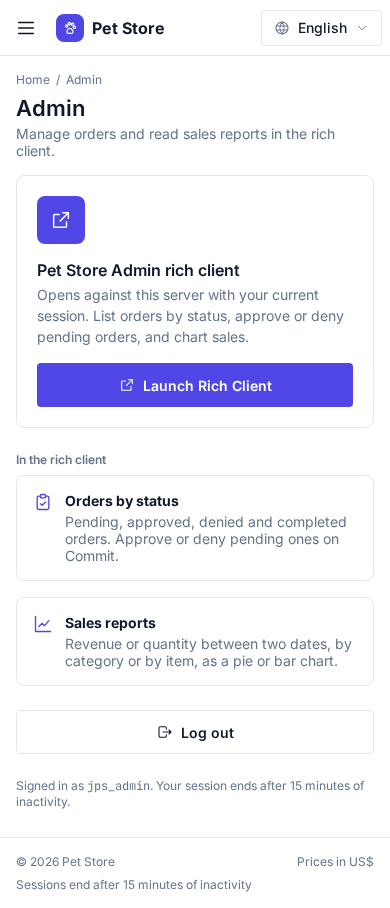 Pet Store
English
Home / Admin
Admin
Manage orders and read sales reports in the rich
client.
Pet Store Admin rich client
Opens against this server with your current
session. List orders by status, approve or deny
pending orders, and chart sales.
Launch Rich Client
In the rich client
Orders by status
Pending, approved, denied and completed
orders. Approve or deny pending ones on
Commit.
Sales reports
Revenue or quantity between two dates, by
category or by item, as a pie or bar chart.
Log out
Signed in as jps_admin. Your session ends after 15 minutes of
inactivity.
© 2026 Pet Store
Prices in US$
Sessions end after 15 minutes of inactivity